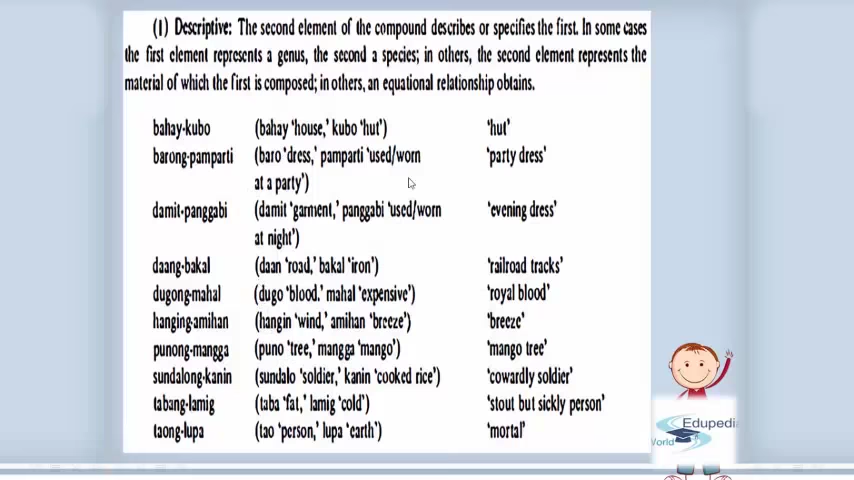 (1) Descriptive: The second element of the compound describes or specifies the first. In some cases
the first element represents a genus, the second a species; in others, the second element represents the
material of which the first is composed; in others, an equational relationship obtains.
bahay-kubo (bahay ‘house,’ kubo ‘hut’) ‘hut’
barong-pamparti (baro ‘dress,’ pamparti ‘used/worn ‘party dress’
at a party’)
damit-panggabi (damit ‘garment,’ panggabi ‘used/worn ‘evening dress’
at night’)
daang-bakal (daan ‘road,’ bakal ‘iron’) ‘railroad tracks’
dugong-mahal (dugo ‘blood.’ mahal ‘expensive’) ‘royal blood’
hanging-amihan (hangin ‘wind,’ amihan ‘breeze’) ‘breeze’
punong-mangga (puno ‘tree,’ mangga ‘mango’) ‘mango tree’
sundalong-kanin (sundalo ‘soldier,’ kanin ‘cooked rice’) ‘cowardly soldier’
tabang-lamig (taba ‘fat,’ lamig ‘cold’) ‘stout but sickly person’
taong-lupa (tao ‘person,’ lupa ‘earth’) ‘mortal’
Edupedia
World